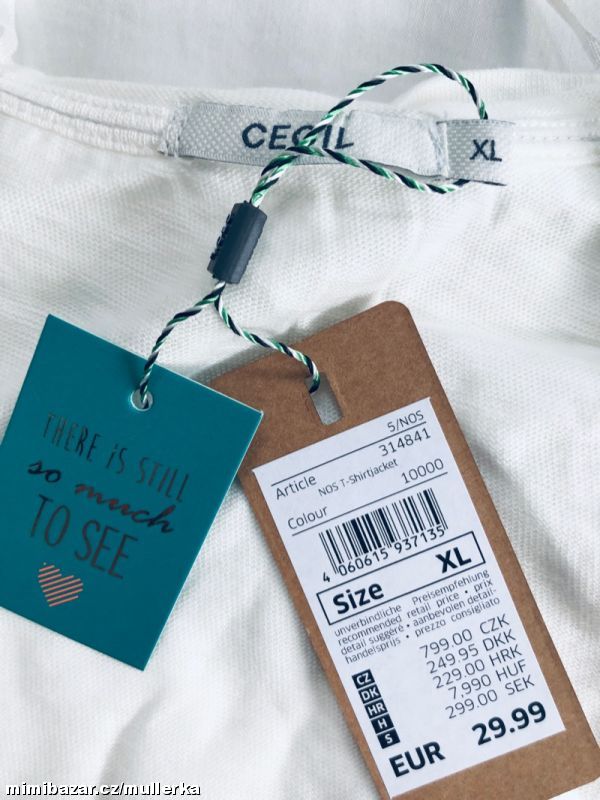 CECIL
XL
THERE IS STILL
so much
TO SEE
5/NOS
Article 314841
NOS T-Shirtjacket
Colour 10000
4 060615 937135
Size XL
unverbindliche Preisempfehlung
recommended retail price • prix
detail suggéré • aanbevolen detail-
handelsprijs • prezzo consigliato
CZ 799.00 CZK
DK 249.95 DKK
HR 229.00 HRK
H 7,990 HUF
S 299.00 SEK
EUR 29.99
mimibazar.cz/mullerka